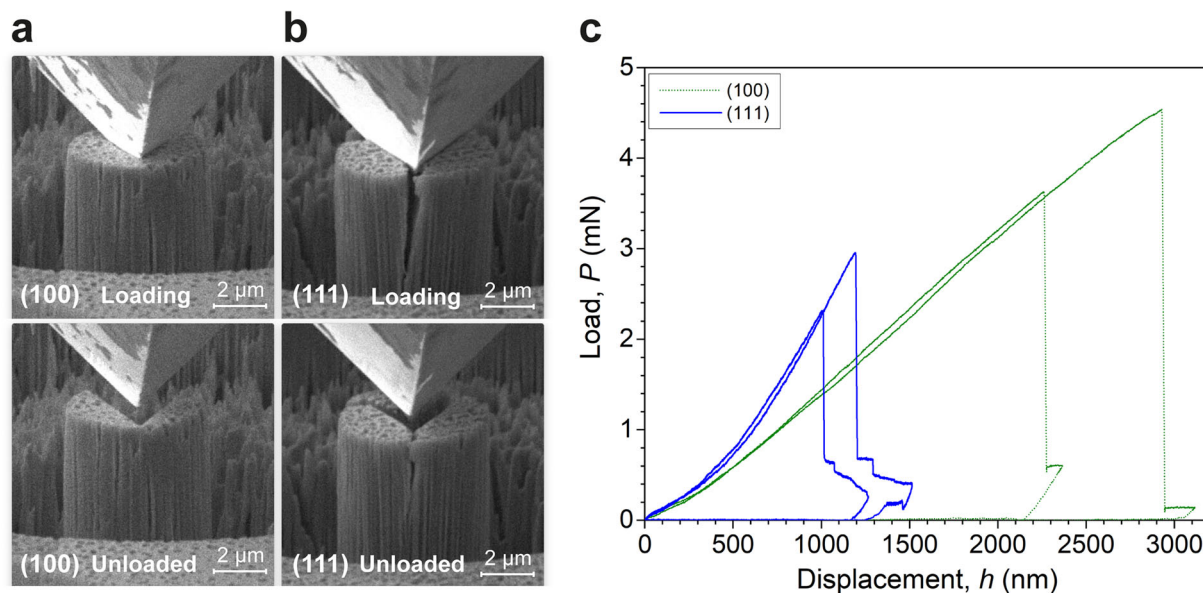 a
b
c
(100) Loading
2 μm
(111) Loading
2 μm
(100) Unloaded
2 μm
(111) Unloaded
2 μm
(100)
(111)
5
4
3
2
1
0
Load, P (mN)
0 500 1000 1500 2000 2500 3000
Displacement, h (nm)